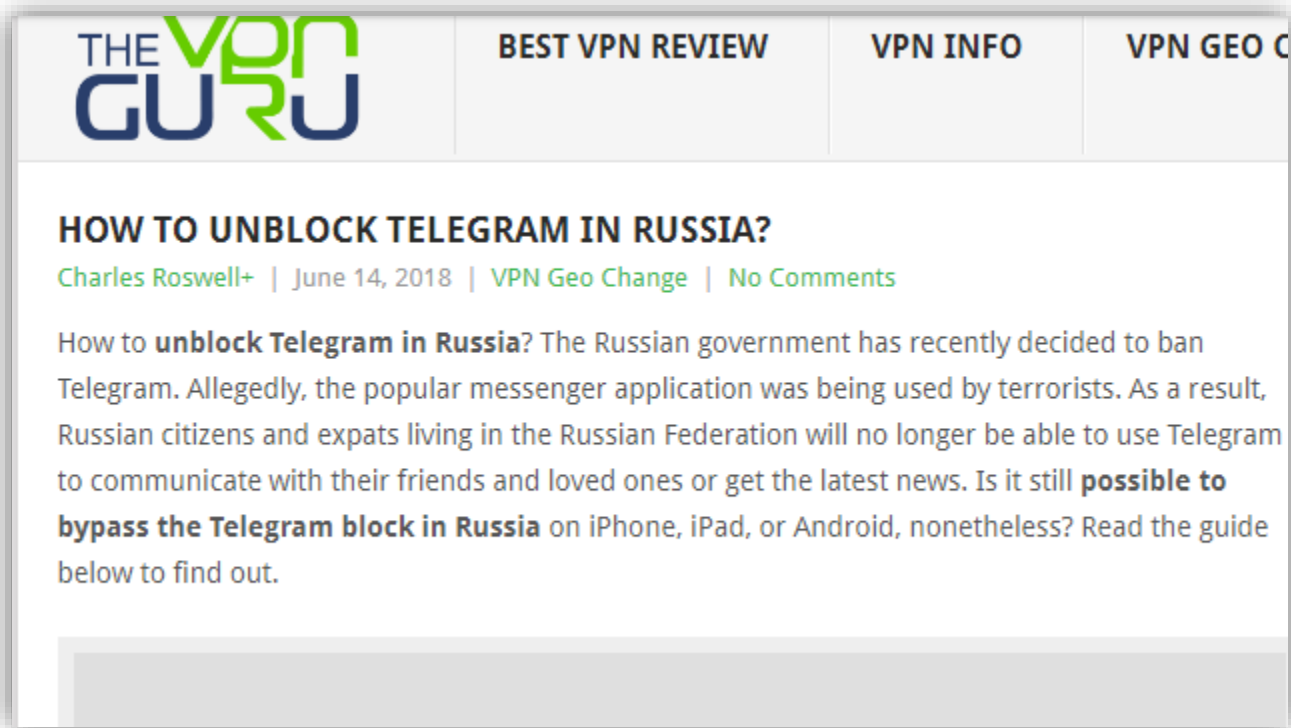 THE VPN
GURU
BEST VPN REVIEW
VPN INFO
VPN GEO C
HOW TO UNBLOCK TELEGRAM IN RUSSIA?
Charles Roswell+ | June 14, 2018 | VPN Geo Change | No Comments
How to unblock Telegram in Russia? The Russian government has recently decided to ban
Telegram. Allegedly, the popular messenger application was being used by terrorists. As a result,
Russian citizens and expats living in the Russian Federation will no longer be able to use Telegram
to communicate with their friends and loved ones or get the latest news. Is it still possible to
bypass the Telegram block in Russia on iPhone, iPad, or Android, nonetheless? Read the guide
below to find out.